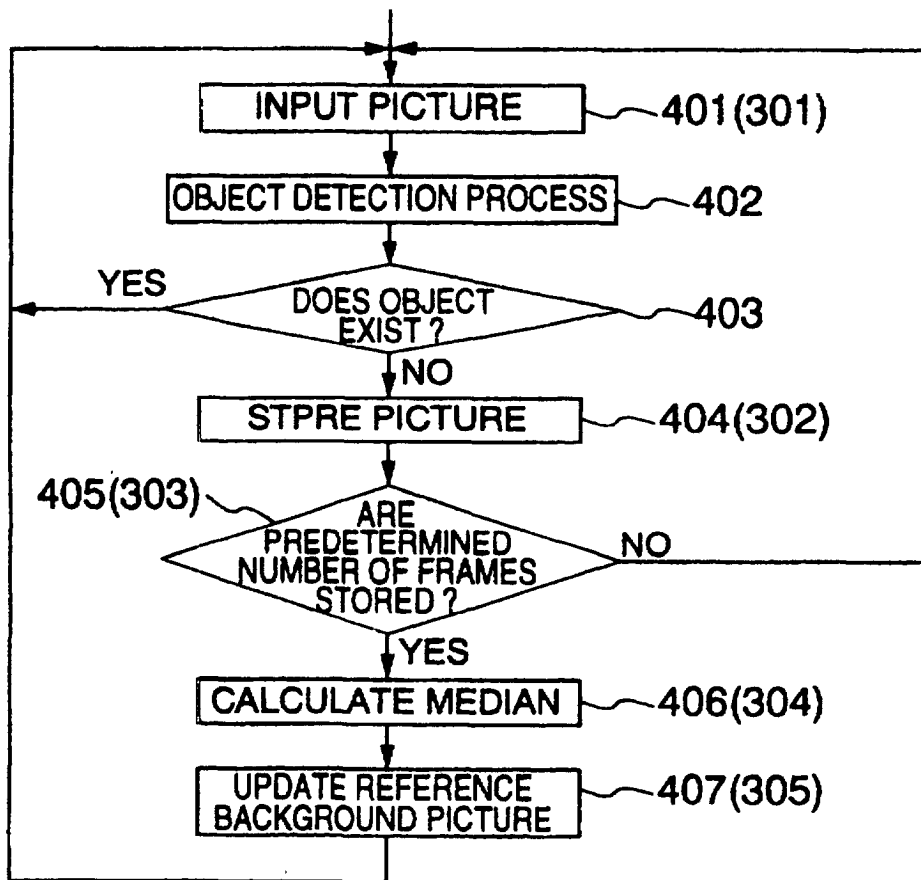 INPUT PICTURE
401(301)
OBJECT DETECTION PROCESS
402
YES
DOES OBJECT
EXIST ?
403
NO
STPRE PICTURE
404(302)
405(303)
ARE
PREDETERMINED
NUMBER OF FRAMES
STORED ?
NO
YES
CALCULATE MEDIAN
406(304)
UPDATE REFERENCE
BACKGROUND PICTURE
407(305)